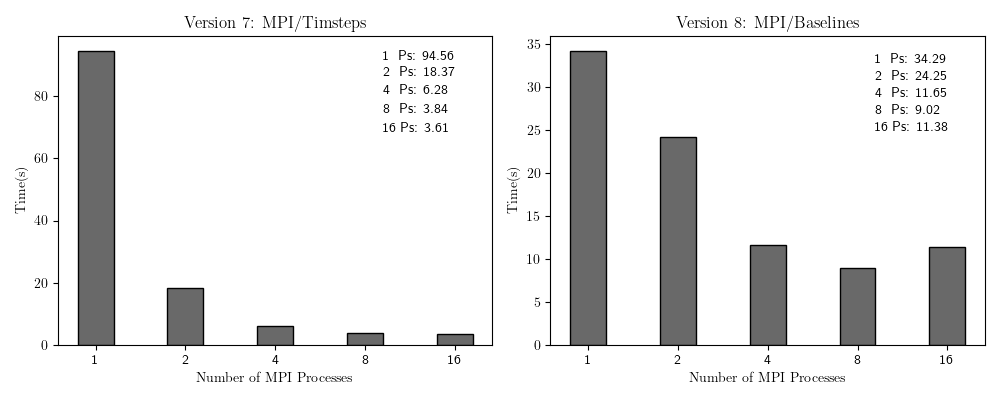 Version 7: MPI/Timsteps
1 Ps: 94.56
2 Ps: 18.37
4 Ps: 6.28
8 Ps: 3.84
16 Ps: 3.61
80
60
40
20
0
Time(s)
1 2 4 8 16
Number of MPI Processes
Version 8: MPI/Baselines
1 Ps: 34.29
2 Ps: 24.25
4 Ps: 11.65
8 Ps: 9.02
16 Ps: 11.38
35
30
25
20
15
10
5
0
Time(s)
1 2 4 8 16
Number of MPI Processes